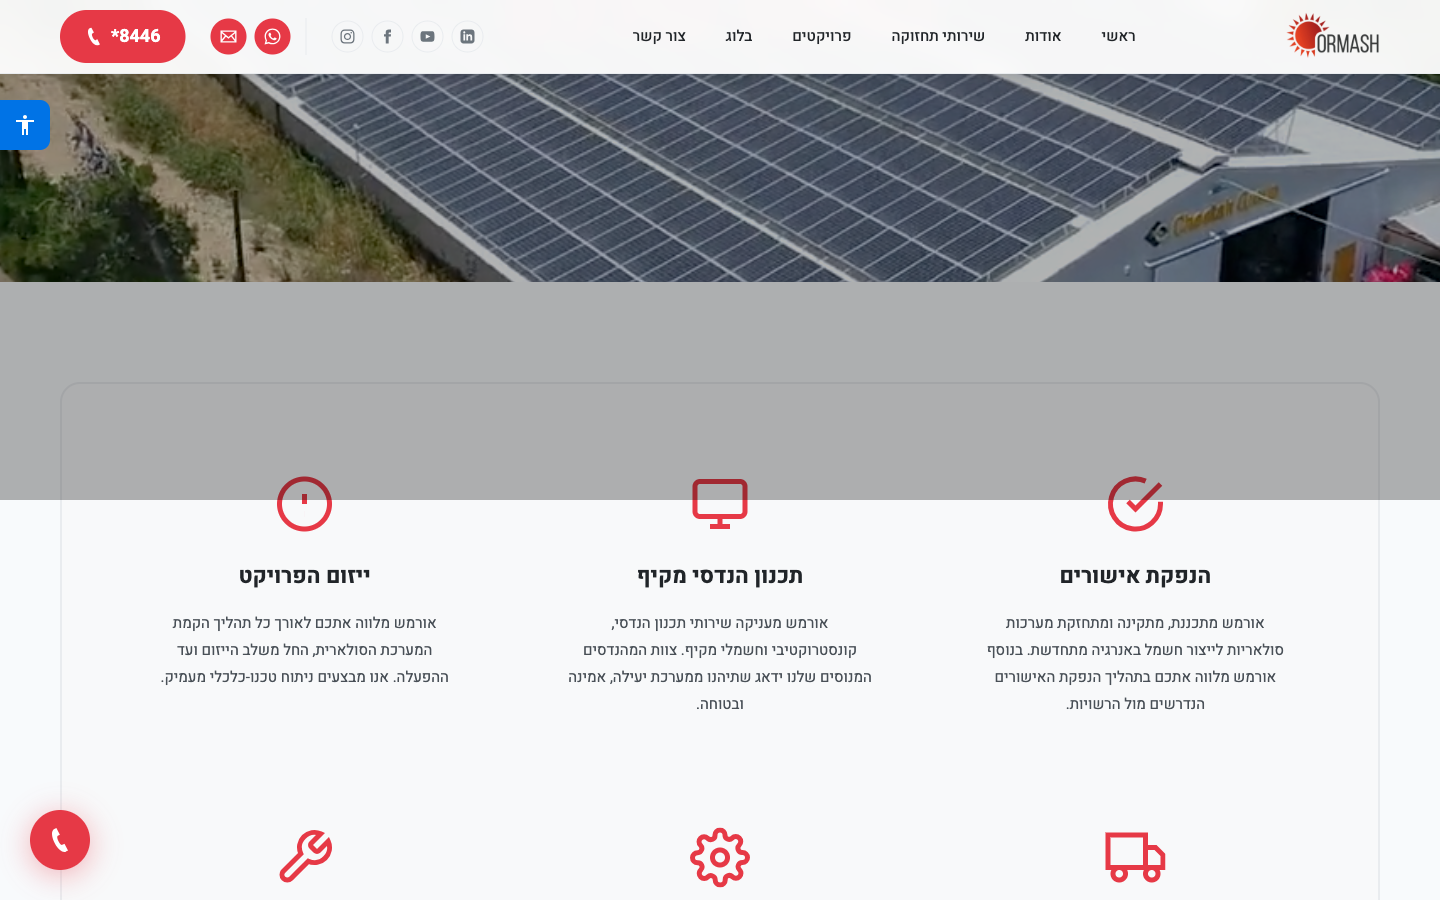 ORMASH
ראשי
אודות
שירותי תחזוקה
פרויקטים
בלוג
צור קשר
*8446
הנפקת אישורים
אורמש מתכננת, מתקינה ומתחזקת מערכות
סולאריות לייצור חשמל באנרגיה מתחדשת. בנוסף
אורמש מלווה אתכם בתהליך הנפקת האישורים
הנדרשים מול הרשויות.
תכנון הנדסי מקיף
אורמש מעניקה שירותי תכנון הנדסי,
קונסטרוקטיבי וחשמלי מקיף. צוות המהנדסים
המנוסים שלנו ידאג שתיהנו ממערכת יעילה, אמינה
ובטוחה.
ייזום הפרויקט
אורמש מלווה אתכם לאורך כל תהליך הקמת
המערכת הסולארית, החל משלב הייזום ועד
ההפעלה. אנו מבצעים ניתוח טכנו-כלכלי מעמיק.